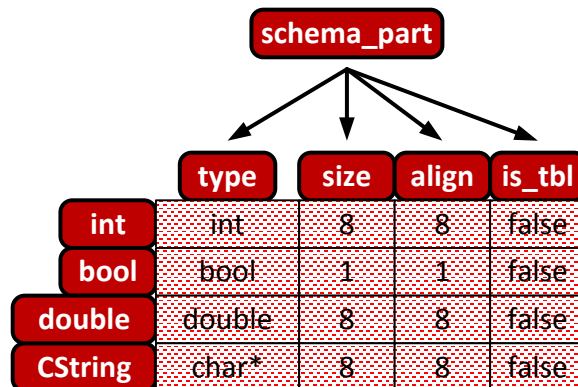 schema_part
type size align is_tbl
int int 8 8 false
bool bool 1 1 false
double double 8 8 false
CString char* 8 8 false